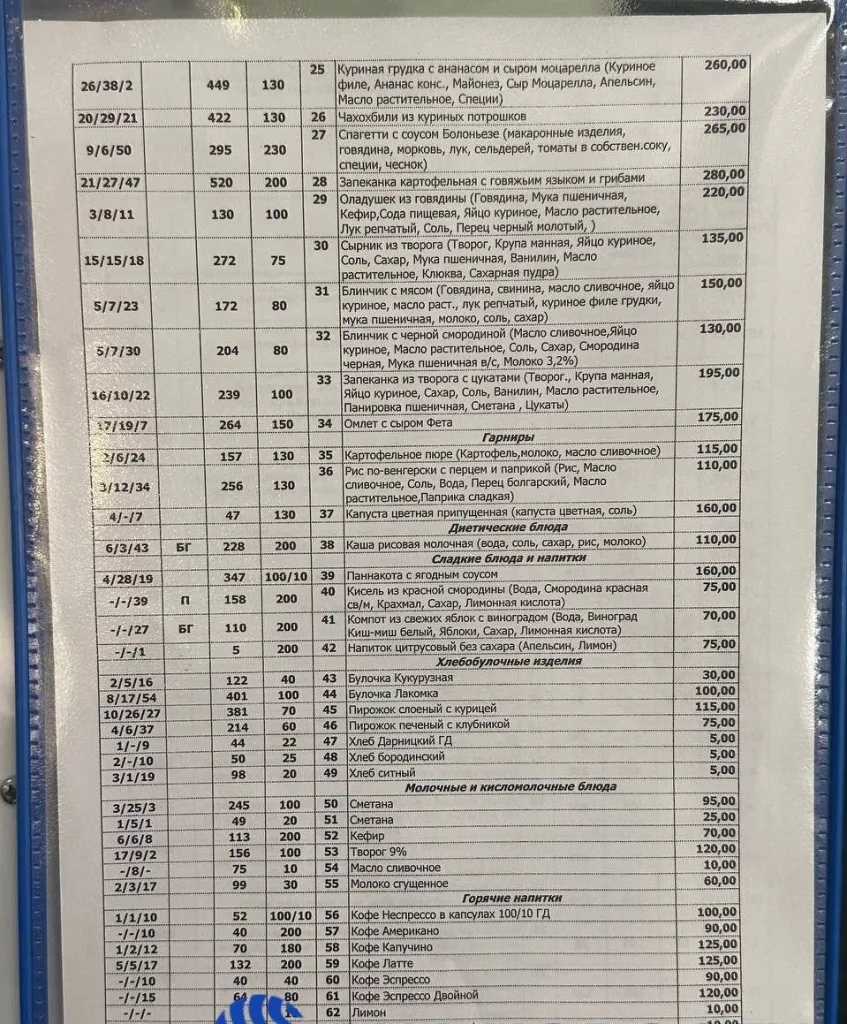 26/38/2 449 130 25 Куриная грудка с ананасом и сыром моцарелла (Куриное 260,00
филе, Ананас конс., Майонез, Сыр Моцарелла, Апельсин,
Масло растительное, Специи)
20/29/21 422 130 26 Чахохбили из куриных потрошков 230,00
9/6/50 295 230 27 Спагетти с соусом Болоньезе (макаронные изделия, 265,00
говядина, морковь, лук, сельдерей, томаты в собствен.соку,
специи, чеснок)
21/27/47 520 200 28 Запеканка картофельная с говяжьим языком и грибами 280,00
3/8/11 130 100 29 Оладушек из говядины (Говядина, Мука пшеничная, 220,00
Кефир,Сода пищевая, Яйцо куриное, Масло растительное,
Лук репчатый, Соль, Перец черный молотый, )
15/15/18 272 75 30 Сырник из творога (Творог, Крупа манная, Яйцо куриное, 135,00
Соль, Сахар, Мука пшеничная, Ванилин, Масло
растительное, Клюква, Сахарная пудра)
5/7/23 172 80 31 Блинчик с мясом (Говядина, свинина, масло сливочное, яйцо 150,00
куриное, масло раст., лук репчатый, куриное филе грудки,
мука пшеничная, молоко, соль, сахар)
5/7/30 204 80 32 Блинчик с черной смородиной (Масло сливочное,Яйцо 130,00
куриное, Масло растительное, Соль, Сахар, Смородина
черная, Мука пшеничная в/с, Молоко 3,2%)
16/10/22 239 100 33 Запеканка из творога с цукатами (Творог., Крупа манная, 195,00
Яйцо куриное, Сахар, Соль, Ванилин, Масло растительное,
Панировка пшеничная, Сметана , Цукаты)
17/19/7 264 150 34 Омлет с сыром Фета 175,00
Гарниры
2/6/24 157 130 35 Картофельное пюре (Картофель,молоко, масло сливочное) 115,00
3/12/34 256 130 36 Рис по-венгерски с перцем и паприкой (Рис, Масло 110,00
сливочное, Соль, Вода, Перец болгарский, Масло
растительное,Паприка сладкая)
4/-/7 47 130 37 Капуста цветная припущенная (капуста цветная, соль) 160,00
Диетические блюда
6/3/43 БГ 228 200 38 Каша рисовая молочная (вода, соль, сахар, рис, молоко) 110,00
Сладкие блюда и напитки
4/28/19 347 100/10 39 Паннакота с ягодным соусом 160,00
-/-/39 П 158 200 40 Кисель из красной смородины (Вода, Смородина красная 75,00
св/м, Крахмал, Сахар, Лимонная кислота)
-/-/27 БГ 110 200 41 Компот из свежих яблок с виноградом (Вода, Виноград 70,00
Киш-миш белый, Яблоки, Сахар, Лимонная кислота)
-/-/1 5 200 42 Напиток цитрусовый без сахара (Апельсин, Лимон) 75,00
Хлебобулочные изделия
2/5/16 122 40 43 Булочка Кукурузная 30,00
8/17/54 401 100 44 Булочка Лакомка 100,00
10/26/27 381 70 45 Пирожок слоеный с курицей 115,00
4/6/37 214 60 46 Пирожок печеный с клубникой 75,00
1/-/9 44 22 47 Хлеб Дарницкий ГД 5,00
2/-/10 50 25 48 Хлеб бородинский 5,00
3/1/19 98 20 49 Хлеб ситный 5,00
Молочные и кисломолочные блюда
3/25/3 245 100 50 Сметана 95,00
1/5/1 49 20 51 Сметана 25,00
6/6/8 113 200 52 Кефир 70,00
17/9/2 156 100 53 Творог 9% 120,00
-/8/- 75 10 54 Масло сливочное 10,00
2/3/17 99 30 55 Молоко сгущенное 60,00
Горячие напитки
1/1/10 52 100/10 56 Кофе Неспрессо в капсулах 100/10 ГД 100,00
-/-/10 40 200 57 Кофе Американо 90,00
1/2/12 70 180 58 Кофе Капучино 125,00
5/5/17 132 200 59 Кофе Латте 125,00
-/-/10 40 40 60 Кофе Эспрессо 90,00
-/-/15 64 80 61 Кофе Эспрессо Двойной 120,00
-/-/- 62 Лимон 10,00